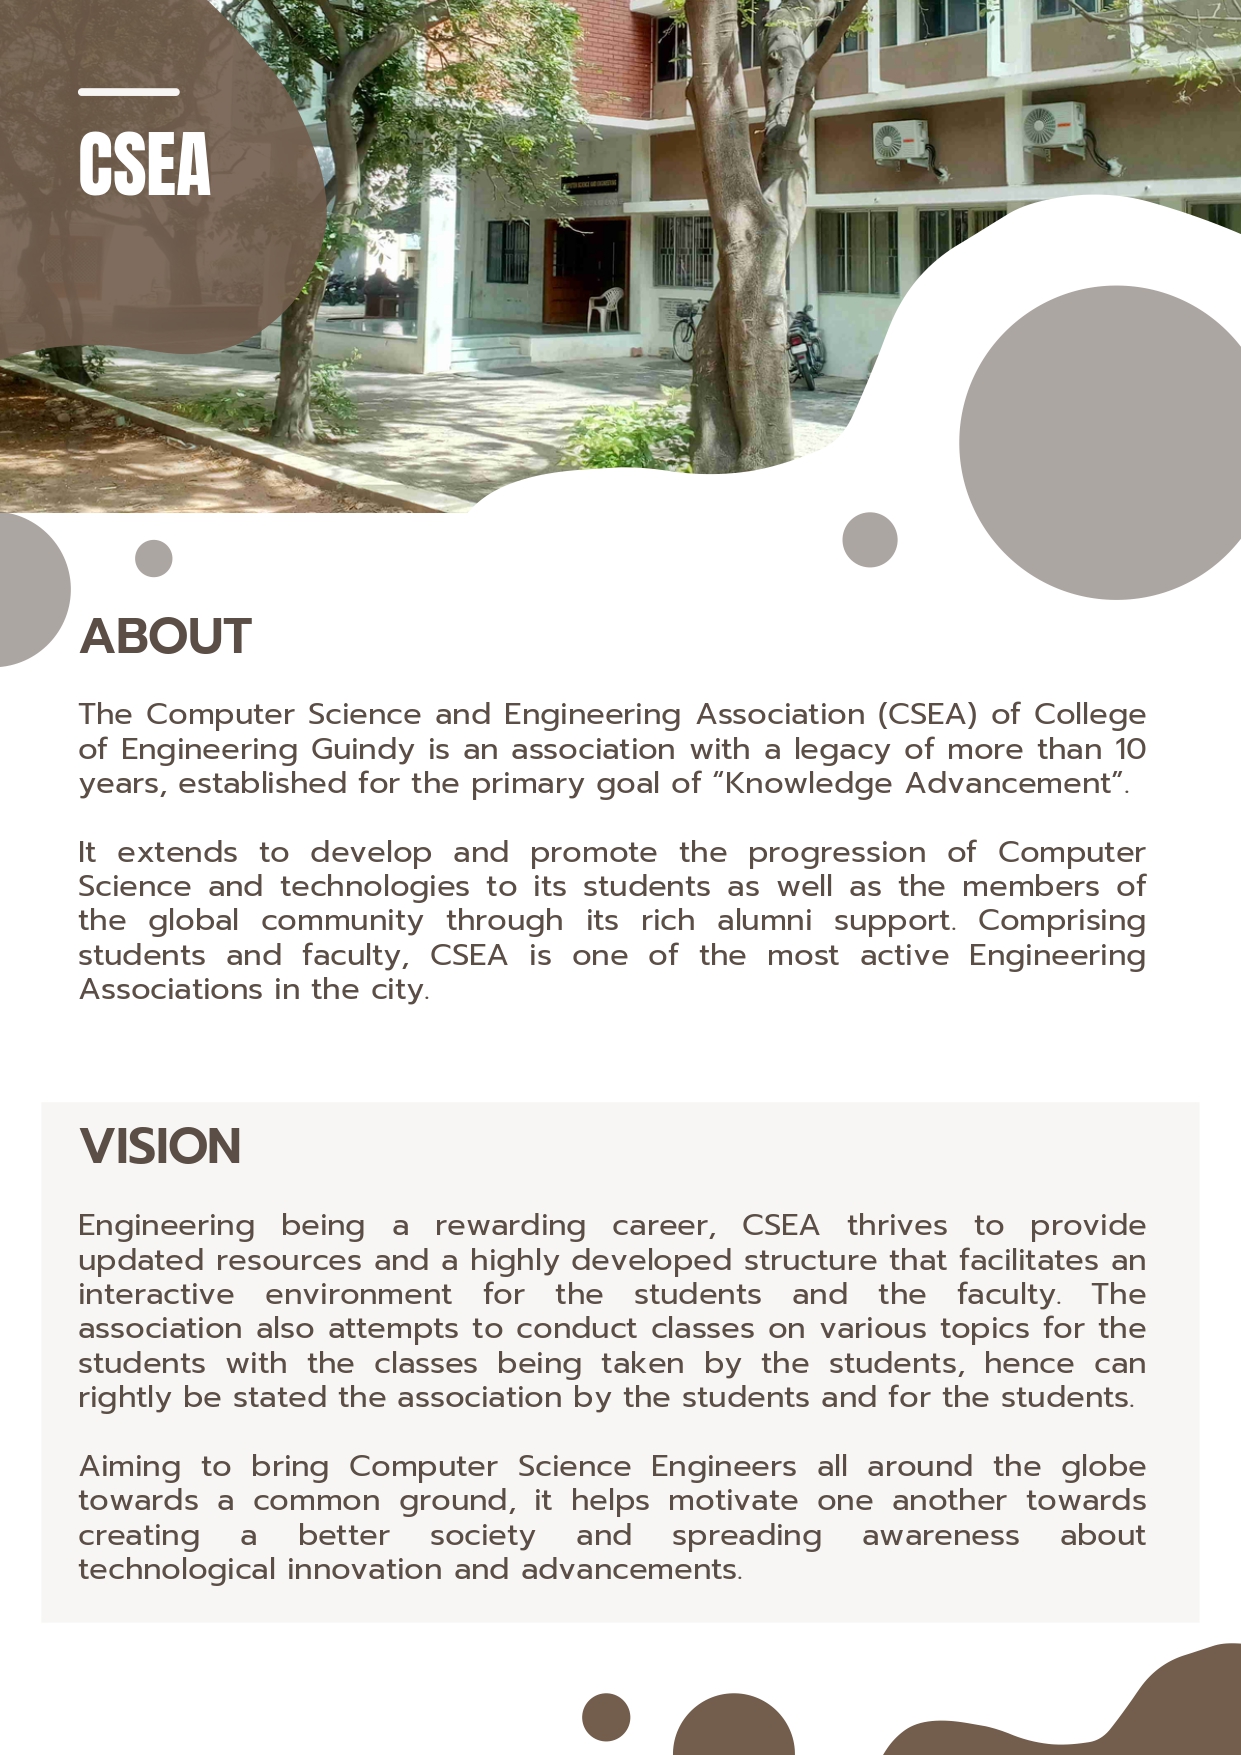 CSEA
COMPUTER SCIENCE AND ENGINEERING
ABOUT
The Computer Science and Engineering Association (CSEA) of College
of Engineering Guindy is an association with a legacy of more than 10
years, established for the primary goal of “Knowledge Advancement”.
It extends to develop and promote the progression of Computer
Science and technologies to its students as well as the members of
the global community through its rich alumni support. Comprising
students and faculty, CSEA is one of the most active Engineering
Associations in the city.
VISION
Engineering being a rewarding career, CSEA thrives to provide
updated resources and a highly developed structure that facilitates an
interactive environment for the students and the faculty. The
association also attempts to conduct classes on various topics for the
students with the classes being taken by the students, hence can
rightly be stated the association by the students and for the students.
Aiming to bring Computer Science Engineers all around the globe
towards a common ground, it helps motivate one another towards
creating a better society and spreading awareness about
technological innovation and advancements.